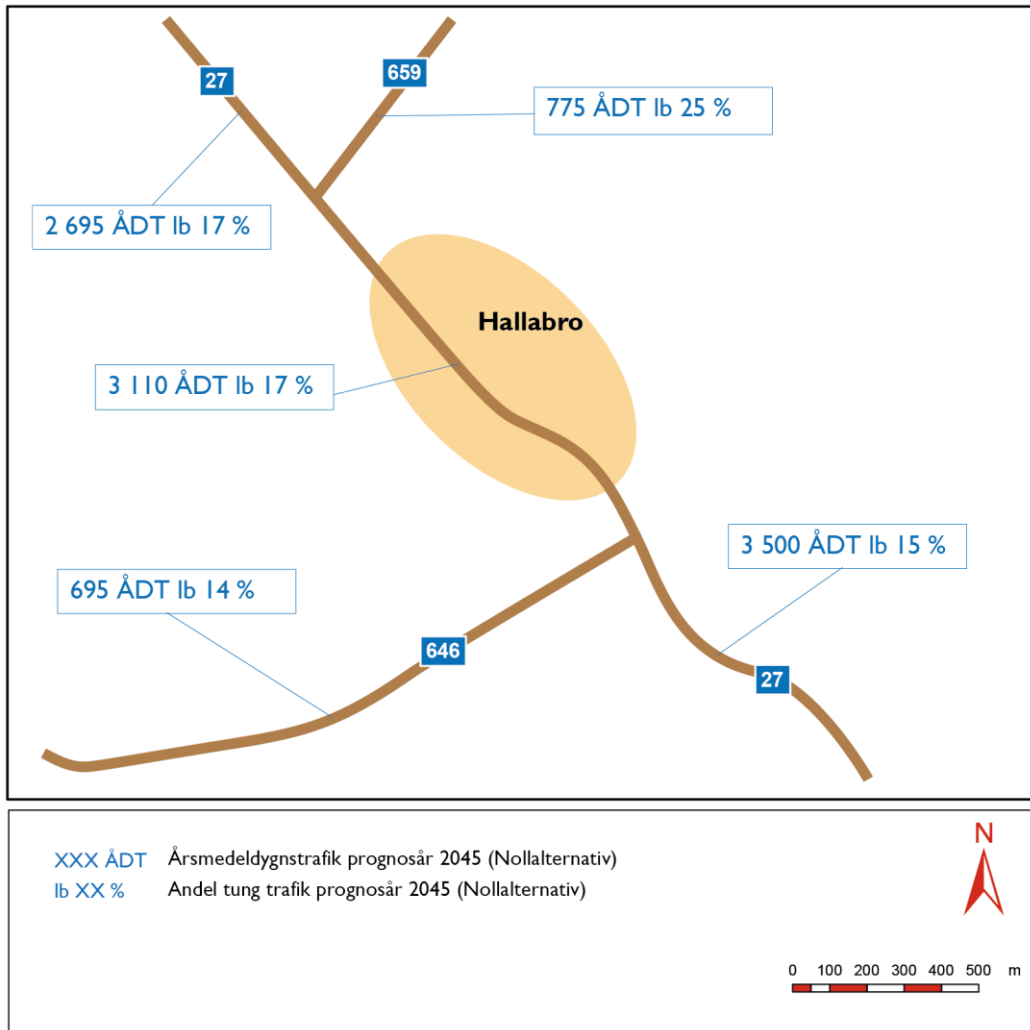 27
659
775 ÅDT lb 25 %
2 695 ÅDT lb 17 %
Hallabro
3 110 ÅDT lb 17 %
3 500 ÅDT lb 15 %
695 ÅDT lb 14 %
646
27
XXX ÅDT Årsmedeldygnstrafik prognosår 2045 (Nollalternativ)
lb XX % Andel tung trafik prognosår 2045 (Nollalternativ)
N
0 100 200 300 400 500 m